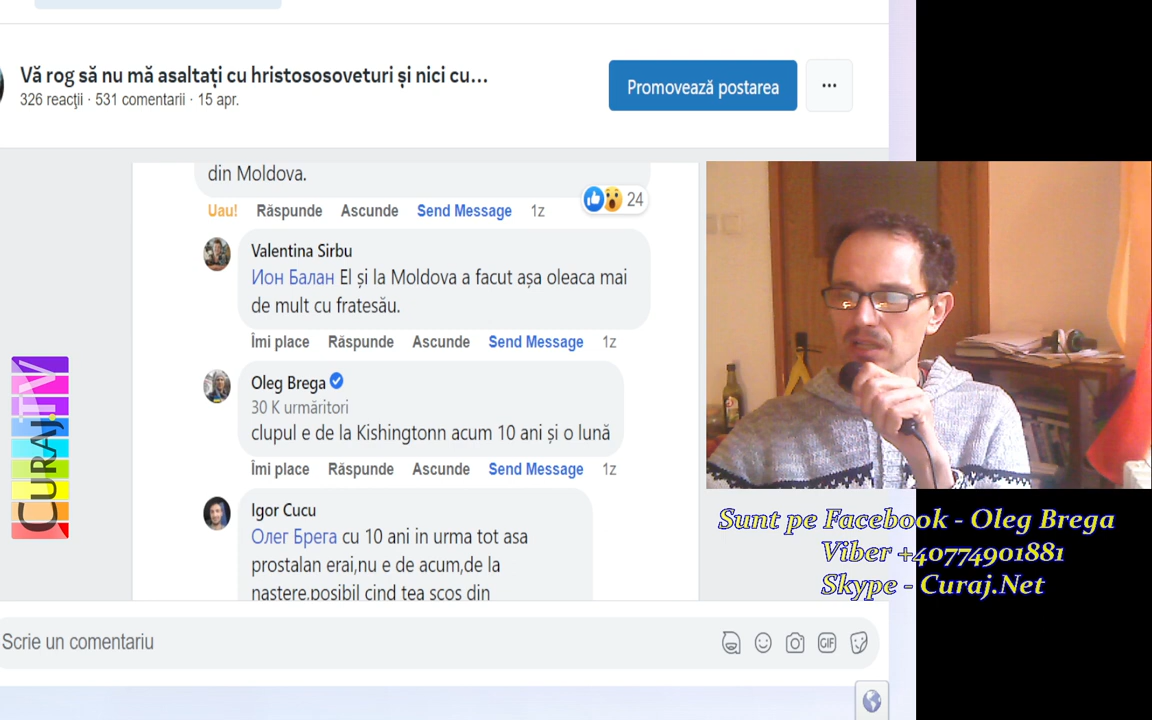 Vă rog să nu mă asaltați cu hristososoveturi și nici cu...
326 reacții · 531 comentarii · 15 apr.
Promovează postarea
din Moldova.
Uau! Răspunde Ascunde Send Message 1z
24
Valentina Sirbu
Ион Балан El și la Moldova a facut așa oleaca mai
de mult cu fratesău.
Îmi place Răspunde Ascunde Send Message 1z
Oleg Brega
30 K urmăritori
clupul e de la Kishingtonn acum 10 ani și o lună
Îmi place Răspunde Ascunde Send Message 1z
Igor Cucu
Олег Брега cu 10 ani in urma tot asa
prostalan erai,nu e de acum,de la
nastere,posibil cind tea scos din
Scrie un comentariu
GIF
CURAJ.TV
Sunt pe Facebook - Oleg Brega
Viber +40774901881
Skype - Curaj.Net